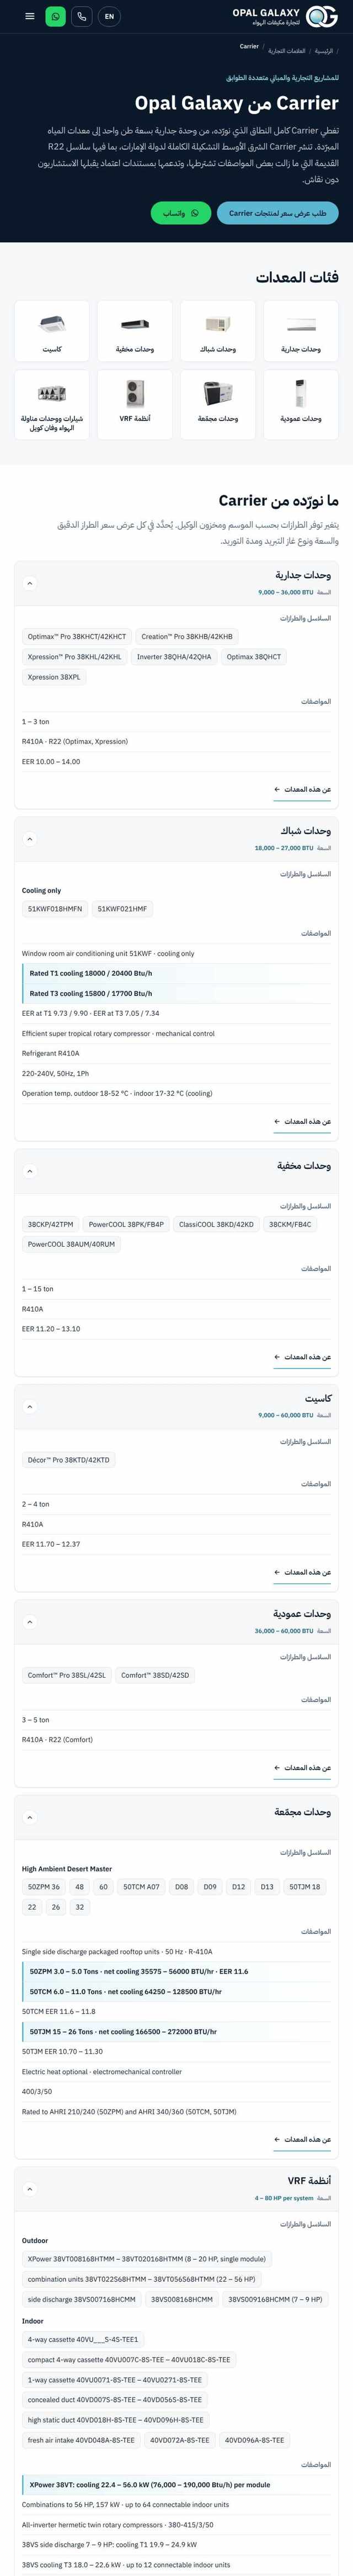 OPAL GALAXY
لتجارة مكيفات الهواء
EN
الرئيسية / العلامات التجارية / Carrier
للمشاريع التجارية والمباني متعددة الطوابق
Carrier من Opal Galaxy
تغطي Carrier كامل النطاق الذي نورّده، من وحدة جدارية بسعة طن واحد إلى معدات المياه
المبرّدة. تنشر Carrier الشرق الأوسط التشكيلة الكاملة لدولة الإمارات، بما فيها سلاسل R22
القديمة التي ما زالت بعض المواصفات تشترطها، وندعمها بمستندات اعتماد يقبلها الاستشاريون
دون نقاش.
طلب عرض سعر لمنتجات Carrier
واتساب
فئات المعدات
وحدات جدارية
وحدات شباك
وحدات مخفية
كاسيت
وحدات عمودية
وحدات مجمّعة
أنظمة VRF
شيلرات ووحدات مناولة
الهواء وفان كويل
ما نورّده من Carrier
يتغير توفر الطرازات بحسب الموسم ومخزون الوكيل. يُحدَّد في كل عرض سعر الطراز الدقيق
والسعة ونوع غاز التبريد ومدة التوريد.
وحدات جدارية
السعة 9,000 – 36,000 BTU
السلاسل والطرازات
Optimax™ Pro 38KHCT/42KHCT
Creation™ Pro 38KHB/42KHB
Xpression™ Pro 38KHL/42KHL
Inverter 38QHA/42QHA
Optimax 38QHCT
Xpression 38XPL
المواصفات
1 – 3 ton
R410A · R22 (Optimax, Xpression)
EER 10.00 – 14.00
عن هذه المعدات ←
وحدات شباك
السعة 18,000 – 27,000 BTU
السلاسل والطرازات
Cooling only
51KWF018HMFN
51KWF021HMF
المواصفات
Window room air conditioning unit 51KWF · cooling only
Rated T1 cooling 18000 / 20400 Btu/h
Rated T3 cooling 15800 / 17700 Btu/h
EER at T1 9.73 / 9.90 · EER at T3 7.05 / 7.34
Efficient super tropical rotary compressor · mechanical control
Refrigerant R410A
220-240V, 50Hz, 1Ph
Operation temp. outdoor 18-52 °C · indoor 17-32 °C (cooling)
عن هذه المعدات ←
وحدات مخفية
السلاسل والطرازات
38CKP/42TPM
PowerCOOL 38PK/FB4P
ClassiCOOL 38KD/42KD
38CKM/FB4C
PowerCOOL 38AUM/40RUM
المواصفات
1 – 15 ton
R410A
EER 11.20 – 13.10
عن هذه المعدات ←
كاسيت
السعة 9,000 – 60,000 BTU
السلاسل والطرازات
Décor™ Pro 38KTD/42KTD
المواصفات
2 – 4 ton
R410A
EER 11.70 – 12.37
عن هذه المعدات ←
وحدات عمودية
السعة 36,000 – 60,000 BTU
السلاسل والطرازات
Comfort™ Pro 38SL/42SL
Comfort™ 38SD/42SD
المواصفات
3 – 5 ton
R410A · R22 (Comfort)
عن هذه المعدات ←
وحدات مجمّعة
السلاسل والطرازات
High Ambient Desert Master
50ZPM 36
48
60
50TCM A07
D08
D09
D12
D13
50TJM 18
22
26
32
المواصفات
Single side discharge packaged rooftop units · 50 Hz · R-410A
50ZPM 3.0 – 5.0 Tons · net cooling 35575 – 56000 BTU/hr · EER 11.6
50TCM 6.0 – 11.0 Tons · net cooling 64250 – 128500 BTU/hr
50TCM EER 11.6 – 11.8
50TJM 15 – 26 Tons · net cooling 166500 – 272000 BTU/hr
50TJM EER 10.70 – 11.30
Electric heat optional · electromechanical controller
400/3/50
Rated to AHRI 210/240 (50ZPM) and AHRI 340/360 (50TCM, 50TJM)
عن هذه المعدات ←
أنظمة VRF
السعة 4 – 80 HP per system
السلاسل والطرازات
Outdoor
XPower 38VT008168HTMM – 38VT020168HTMM (8 – 20 HP, single module)
combination units 38VT022S68HTMM – 38VT056S68HTMM (22 – 56 HP)
side discharge 38VS007168HCMM
38VS008168HCMM
38VS009168HCMM (7 – 9 HP)
Indoor
4-way cassette 40VU___S-4S-TEE1
compact 4-way cassette 40VU007C-8S-TEE – 40VU018C-8S-TEE
1-way cassette 40VU0071-8S-TEE – 40VU0271-8S-TEE
concealed duct 40VD007S-8S-TEE – 40VD056S-8S-TEE
high static duct 40VD018H-8S-TEE – 40VD096H-8S-TEE
fresh air intake 40VD048A-8S-TEE
40VD072A-8S-TEE
40VD096A-8S-TEE
المواصفات
XPower 38VT: cooling 22.4 – 56.0 kW (76,000 – 190,000 Btu/h) per module
Combinations to 56 HP, 157 kW · up to 64 connectable indoor units
All-inverter hermetic twin rotary compressors · 380-415/3/50
38VS side discharge 7 – 9 HP: cooling T1 19.9 – 24.9 kW
38VS cooling T3 18.0 – 22.6 kW · up to 12 connectable indoor units